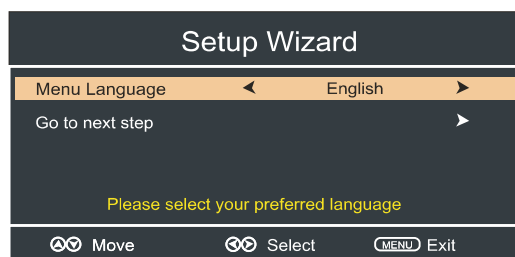 Setup Wizard
Menu Language English
Go to next step
Please select your preferred language
Move Select MENU Exit